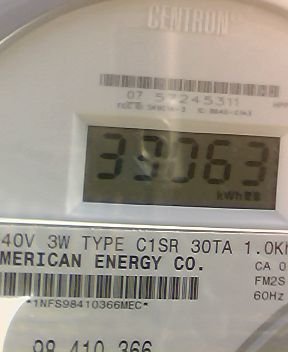 CENTRON®
07 57245311
39063
kWh
40V 3W TYPE C1SR 30TA 1.0K
MERICAN ENERGY CO.
CA 0
FM2S
60Hz
*1NFS98410366MEC*
98 410 366